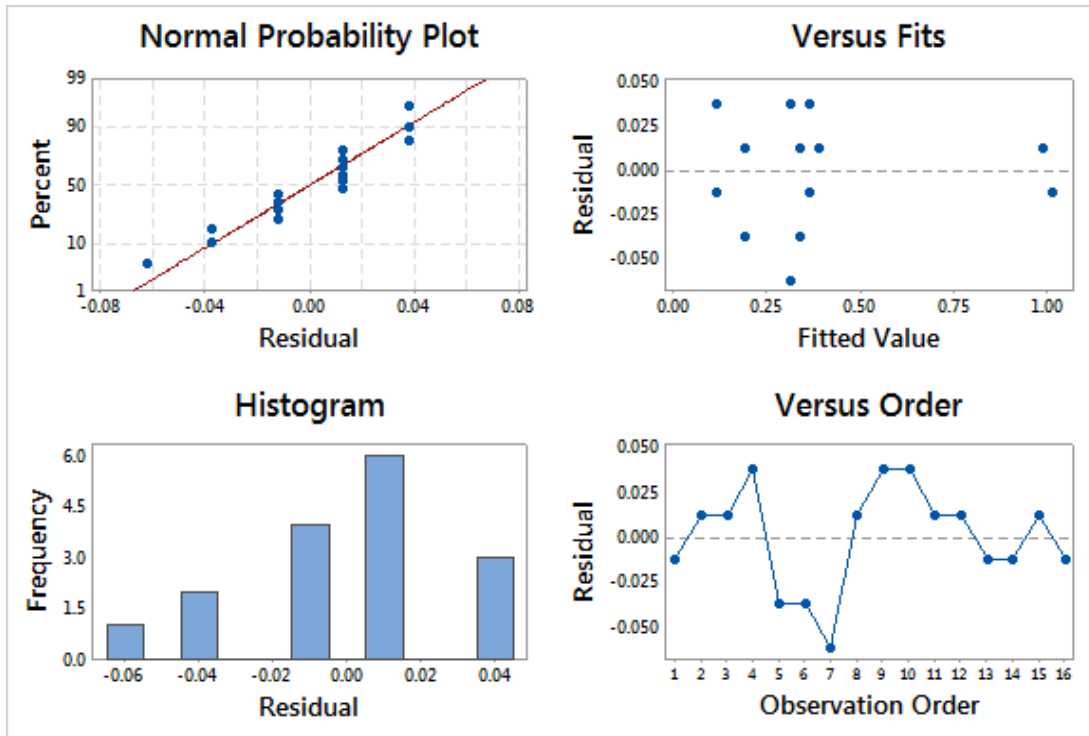 Normal Probability Plot
99
90
50
10
1
Percent
-0.08 -0.04 0.00 0.04 0.08
Residual
Versus Fits
0.050
0.025
0.000
-0.025
-0.050
Residual
0.00 0.25 0.50 0.75 1.00
Fitted Value
Histogram
6.0
4.5
3.0
1.5
0.0
Frequency
-0.06 -0.04 -0.02 0.00 0.02 0.04
Residual
Versus Order
0.050
0.025
0.000
-0.025
-0.050
Residual
1 2 3 4 5 6 7 8 9 10 11 12 13 14 15 16
Observation Order